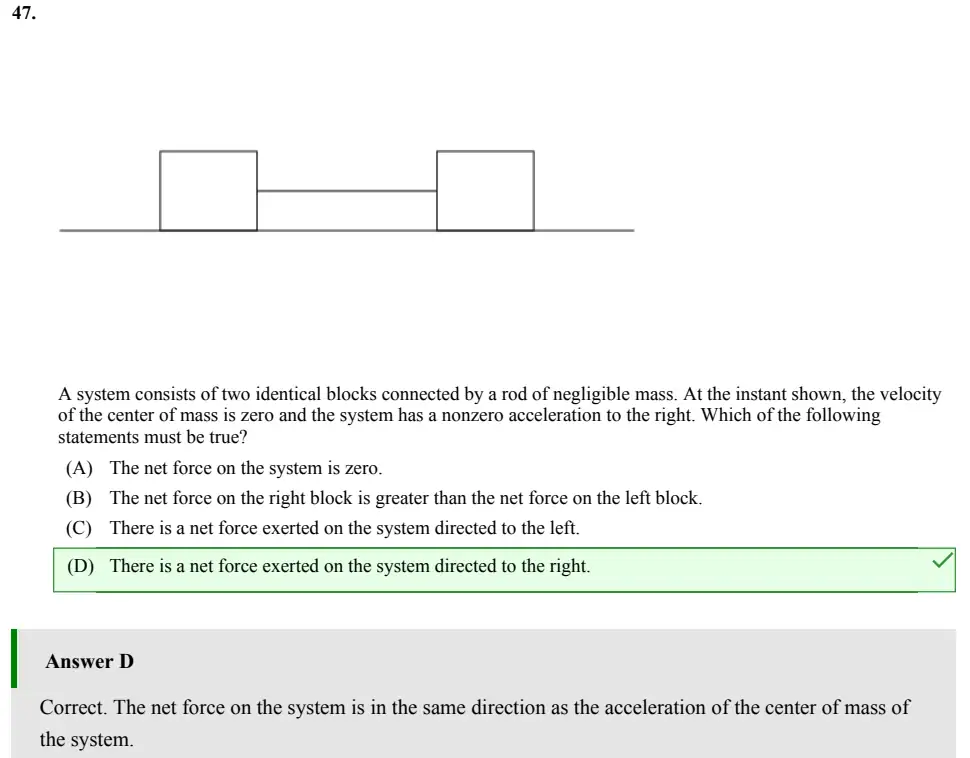 47.
A system consists of two identical blocks connected by a rod of negligible mass. At the instant shown, the velocity
of the center of mass is zero and the system has a nonzero acceleration to the right. Which of the following
statements must be true?
(A) The net force on the system is zero.
(B) The net force on the right block is greater than the net force on the left block.
(C) There is a net force exerted on the system directed to the left.
(D) There is a net force exerted on the system directed to the right.
Answer D
Correct. The net force on the system is in the same direction as the acceleration of the center of mass of
the system.